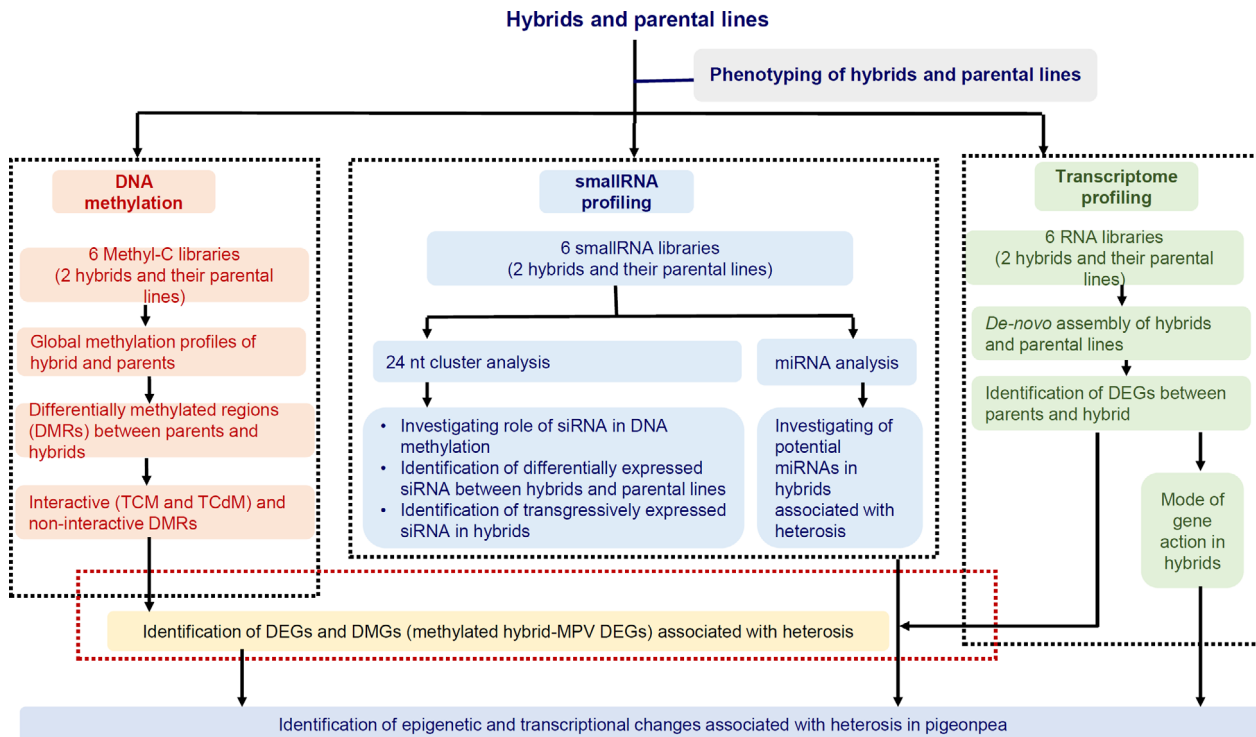 Hybrids and parental lines
Phenotyping of hybrids and parental lines
DNA
methylation
6 Methyl-C libraries
(2 hybrids and their parental
lines)
Global methylation profiles of
hybrid and parents
Differentially methylated regions
(DMRs) between parents and
hybrids
Interactive (TCM and TCdM) and
non-interactive DMRs
smallRNA
profiling
6 smallRNA libraries
(2 hybrids and their parental lines)
24 nt cluster analysis
• Investigating role of siRNA in DNA
methylation
• Identification of differentially expressed
siRNA between hybrids and parental lines
• Identification of transgressively expressed
siRNA in hybrids
miRNA analysis
Investigating of
potential
miRNAs in
hybrids
associated with
heterosis
Transcriptome
profiling
6 RNA libraries
(2 hybrids and their parental
lines)
De-novo assembly of hybrids
and parental lines
Identification of DEGs between
parents and hybrid
Mode of
gene
action in
hybrids
Identification of DEGs and DMGs (methylated hybrid-MPV DEGs) associated with heterosis
Identification of epigenetic and transcriptional changes associated with heterosis in pigeonpea